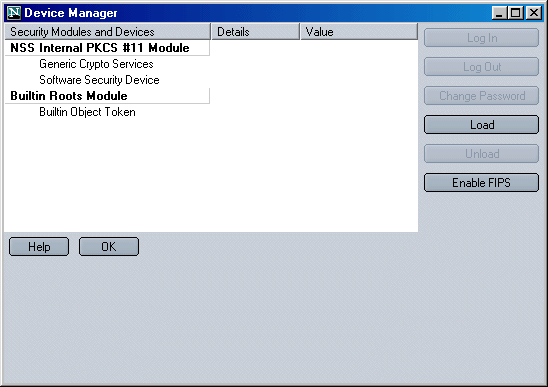 Device Manager
Security Modules and Devices Details Value
NSS Internal PKCS #11 Module
Generic Crypto Services
Software Security Device
Builtin Roots Module
Builtin Object Token
Log In
Log Out
Change Password
Load
Unload
Enable FIPS
Help OK